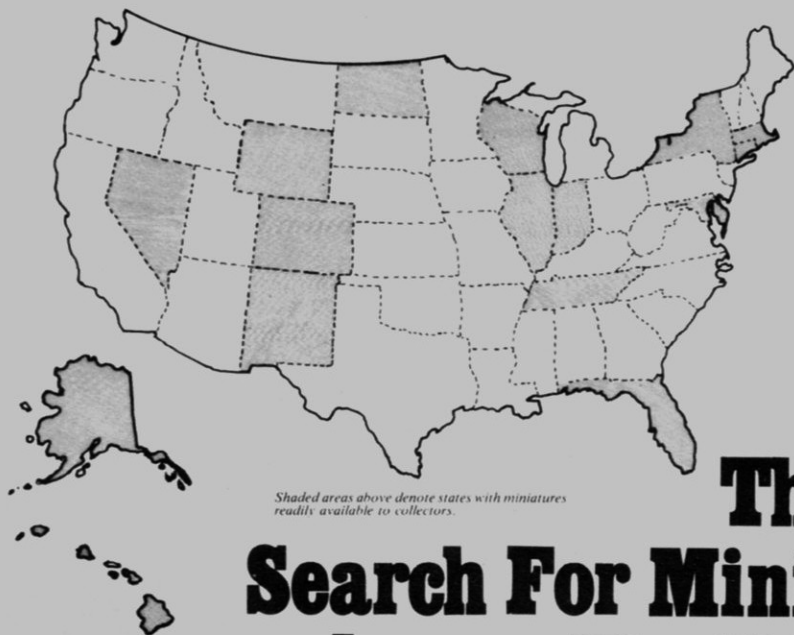 Shaded areas above denote states with miniatures
readily available to collectors.
Search For